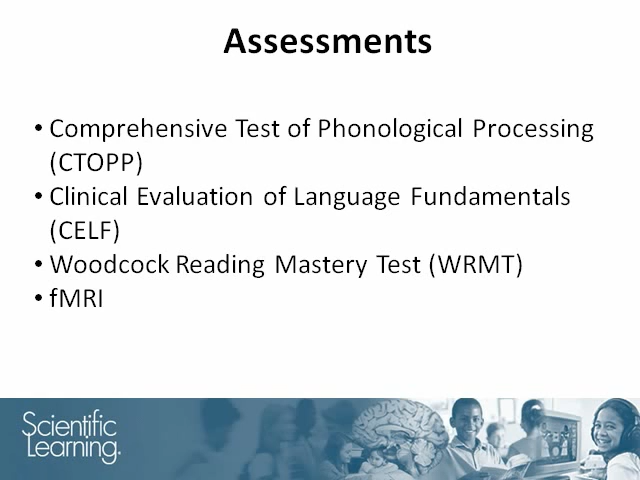 Assessments
• Comprehensive Test of Phonological Processing
(CTOPP)
• Clinical Evaluation of Language Fundamentals
(CELF)
• Woodcock Reading Mastery Test (WRMT)
• fMRI
Scientific
Learning®